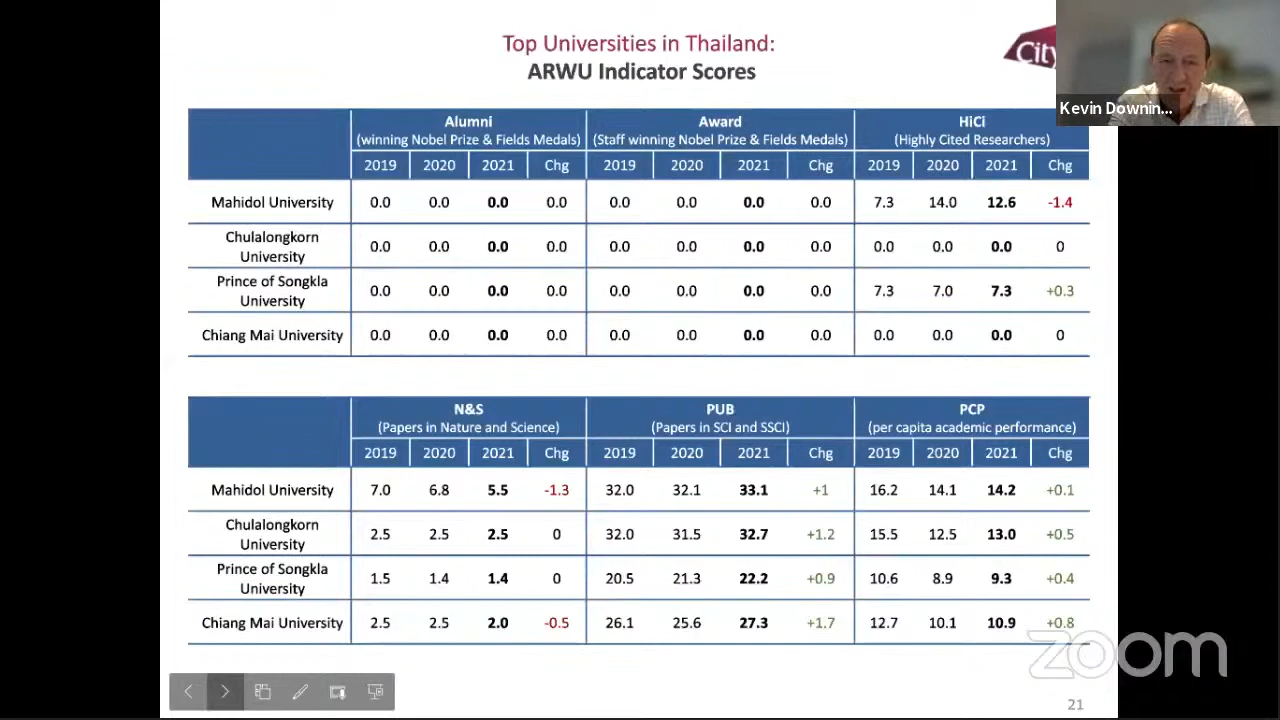 Top Universities in Thailand:
ARWU Indicator Scores
City
Kevin Downin...
Alumni Award HiCi
(winning Nobel Prize & Fields Medals) (Staff winning Nobel Prize & Fields Medals) (Highly Cited Researchers)
2019 2020 2021 Chg 2019 2020 2021 Chg 2019 2020 2021 Chg
Mahidol University 0.0 0.0 0.0 0.0 0.0 0.0 0.0 0.0 7.3 14.0 12.6 -1.4
Chulalongkorn
University 0.0 0.0 0.0 0.0 0.0 0.0 0.0 0.0 0.0 0.0 0.0 0
Prince of Songkla
University 0.0 0.0 0.0 0.0 0.0 0.0 0.0 0.0 7.3 7.0 7.3 +0.3
Chiang Mai University 0.0 0.0 0.0 0.0 0.0 0.0 0.0 0.0 0.0 0.0 0.0 0
N&S PUB PCP
(Papers in Nature and Science) (Papers in SCI and SSCI) (per capita academic performance)
2019 2020 2021 Chg 2019 2020 2021 Chg 2019 2020 2021 Chg
Mahidol University 7.0 6.8 5.5 -1.3 32.0 32.1 33.1 +1 16.2 14.1 14.2 +0.1
Chulalongkorn
University 2.5 2.5 2.5 0 32.0 31.5 32.7 +1.2 15.5 12.5 13.0 +0.5
Prince of Songkla
University 1.5 1.4 1.4 0 20.5 21.3 22.2 +0.9 10.6 8.9 9.3 +0.4
Chiang Mai University 2.5 2.5 2.0 -0.5 26.1 25.6 27.3 +1.7 12.7 10.1 10.9 +0.8
zoom
21